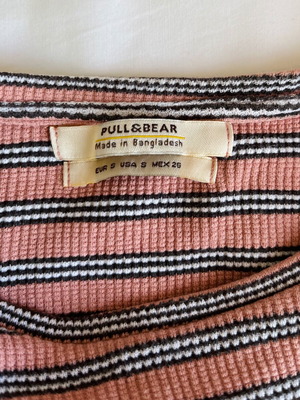 PULL&BEAR
Made in Bangladesh
EUR S USA S MEX 26